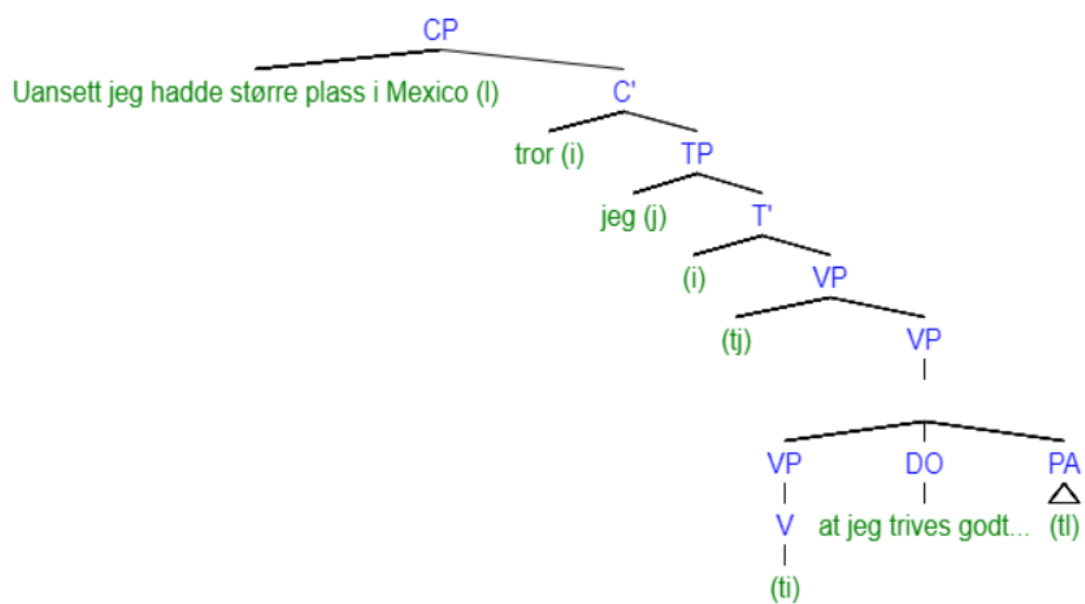 CP
Uansett jeg hadde større plass i Mexico (l)
C'
tror (i)
TP
jeg (j)
T'
(i)
VP
(tj)
VP
VP DO PA
V at jeg trives godt... (tl)
(ti)